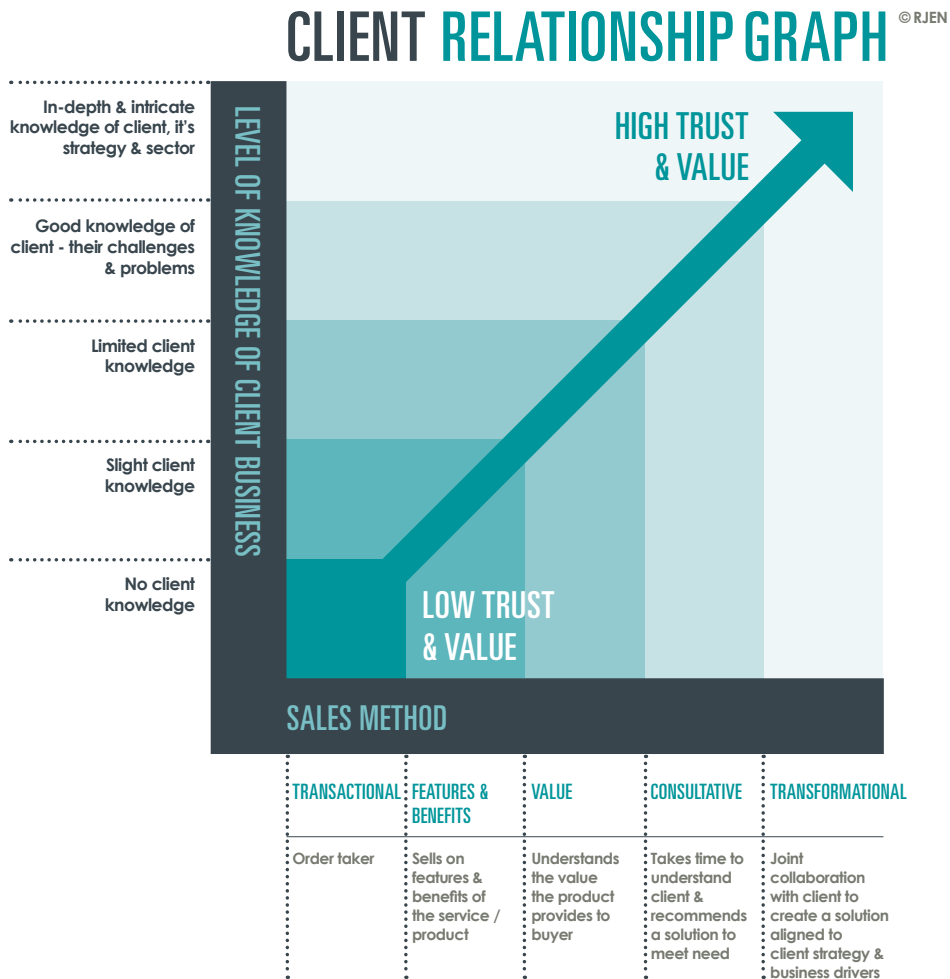 CLIENT RELATIONSHIP GRAPH
© RJEN
In-depth & intricate
knowledge of client, it's
strategy & sector
Good knowledge of
client - their challenges
& problems
Limited client
knowledge
Slight client
knowledge
No client
knowledge
LEVEL OF KNOWLEDGE OF CLIENT BUSINESS
HIGH TRUST
& VALUE
LOW TRUST
& VALUE
SALES METHOD
TRANSACTIONAL
Order taker
FEATURES &
BENEFITS
Sells on
features &
benefits of
the service /
product
VALUE
Understands
the value
the product
provides to
buyer
CONSULTATIVE
Takes time to
understand
client &
recommends
a solution to
meet need
TRANSFORMATIONAL
Joint
collaboration
with client to
create a solution
aligned to
client strategy &
business drivers